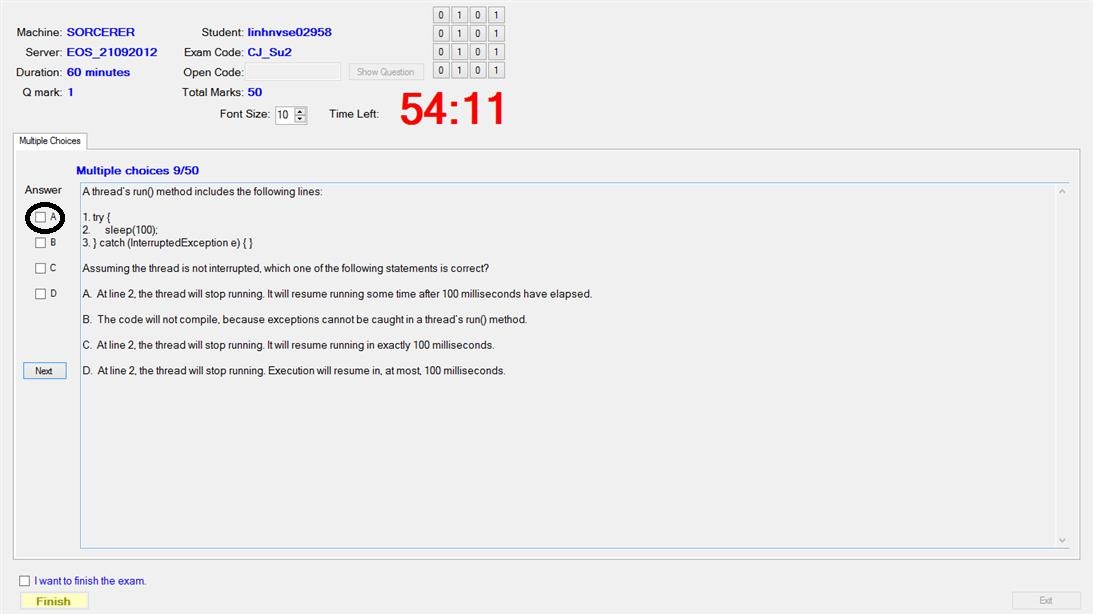 Machine: SORCERER Student: linhnvse02958
Server: EOS_21092012 Exam Code: CJ_Su2
Duration: 60 minutes Open Code: Show Question
Q mark: 1 Total Marks: 50
0 1 0 1
0 1 0 1
0 1 0 1
0 1 0 1
Font Size: 10 Time Left: 54:11
Multiple Choices
Multiple choices 9/50
Answer
A
B
C
D
Next
A thread's run() method includes the following lines:
1. try {
2. sleep(100);
3. } catch (InterruptedException e) { }
Assuming the thread is not interrupted, which one of the following statements is correct?
A. At line 2, the thread will stop running. It will resume running some time after 100 milliseconds have elapsed.
B. The code will not compile, because exceptions cannot be caught in a thread's run() method.
C. At line 2, the thread will stop running. It will resume running in exactly 100 milliseconds.
D. At line 2, the thread will stop running. Execution will resume in, at most, 100 milliseconds.
I want to finish the exam.
Finish
Exit